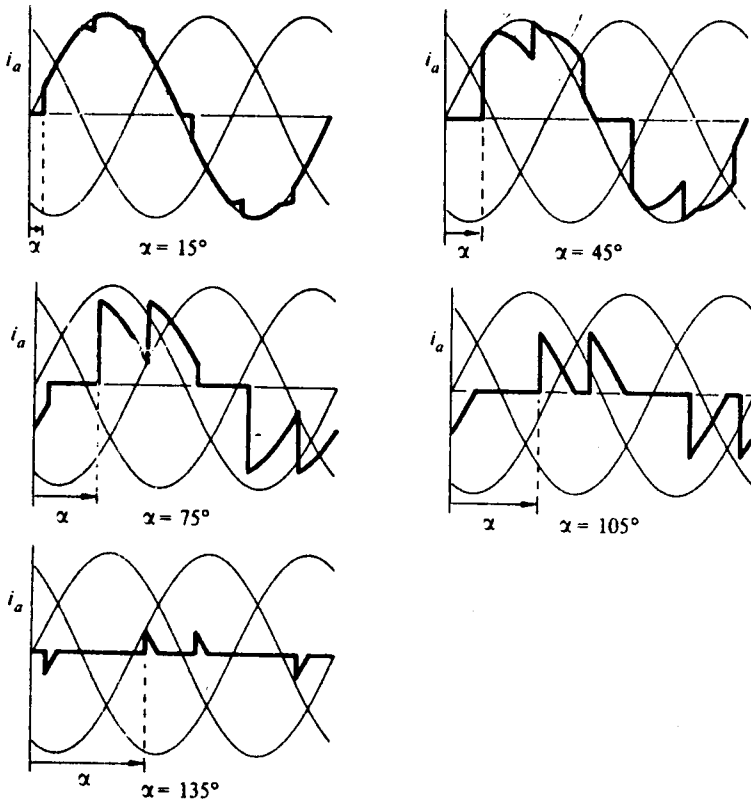 i_a
α
α = 15°
i_a
α
α = 45°
i_a
α
α = 75°
i_a
α
α = 105°
i_a
α
α = 135°